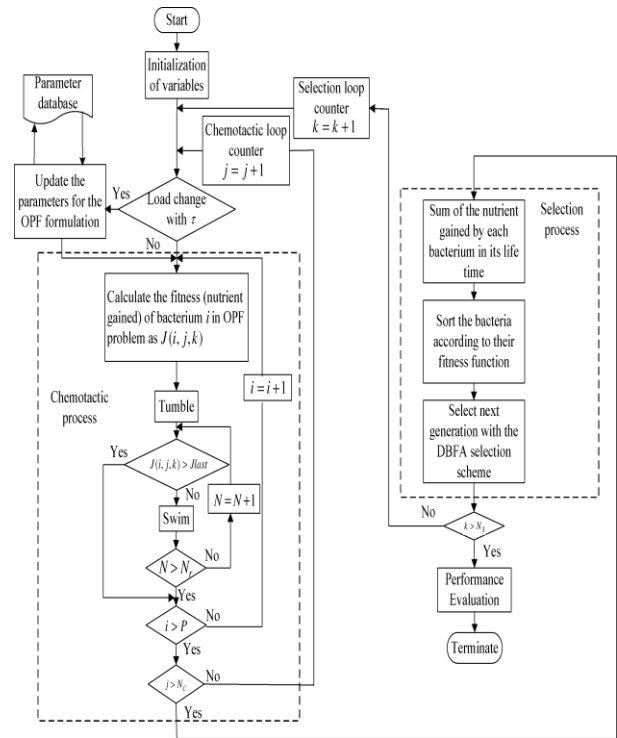 Start
Initialization
of variables
Parameter
database
Selection loop
counter
k = k+1
Chemotactic loop
counter
j = j+1
Update the
parameters for the
OPF formulation
Yes
Load change
with τ
No
Calculate the fitness (nutrient
gained) of bacterium i in OPF
problem as J(i, j,k)
i = i+1
Chemotactic
process
Tumble
Yes
J(i, j,k) > Jlast
No
N = N+1
Swim
N > Nr
No
Yes
i > P
No
Yes
j > NC
No
Yes
Selection
process
Sum of the nutrient
gained by each
bacterium in its life
time
Sort the bacteria
according to their
fitness function
Select next
generation with the
DBFA selection
scheme
No
k > Ns
Yes
Performance
Evaluation
Terminate